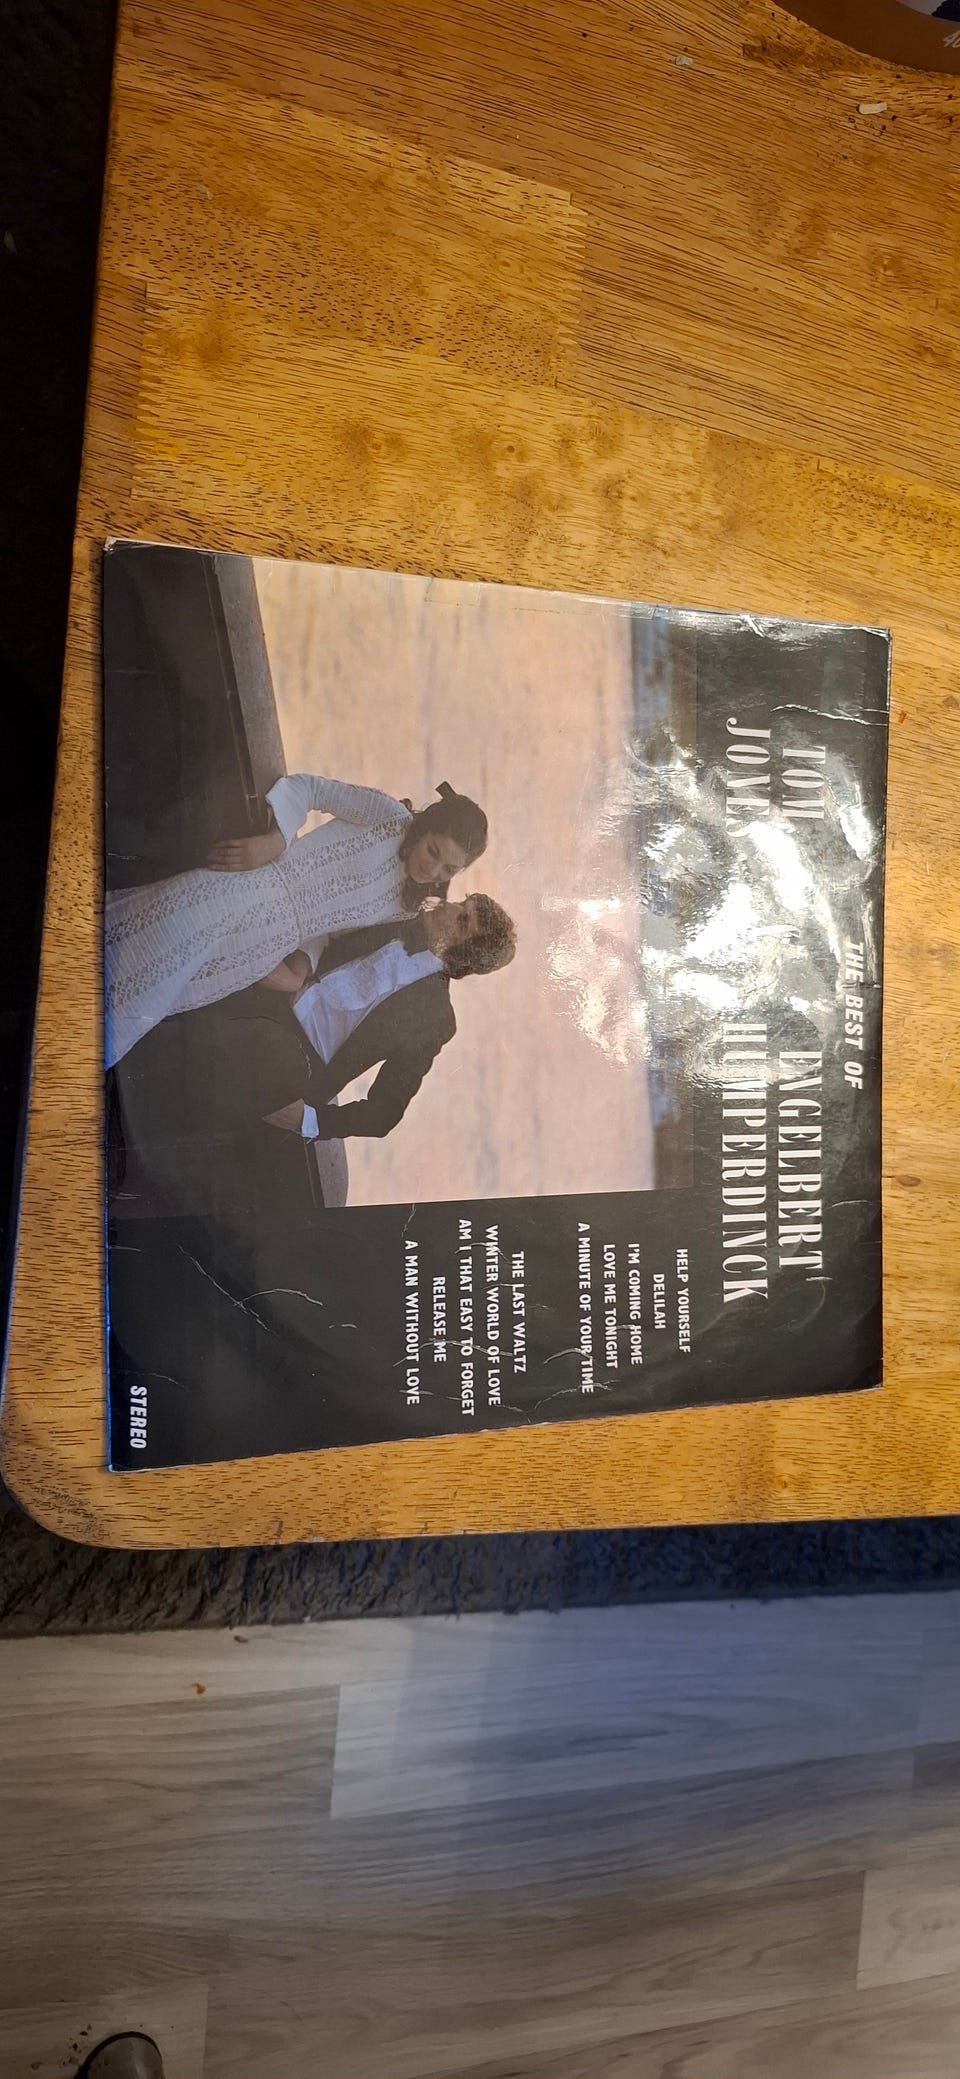 THE BEST OF
TOM
JONES
ENGELBERT
HUMPERDINCK
HELP YOURSELF
DELILAH
I'M COMING HOME
LOVE ME TONIGHT
A MINUTE OF YOUR TIME
THE LAST WALTZ
WINTER WORLD OF LOVE
AM I THAT EASY TO FORGET
RELEASE ME
A MAN WITHOUT LOVE
STEREO